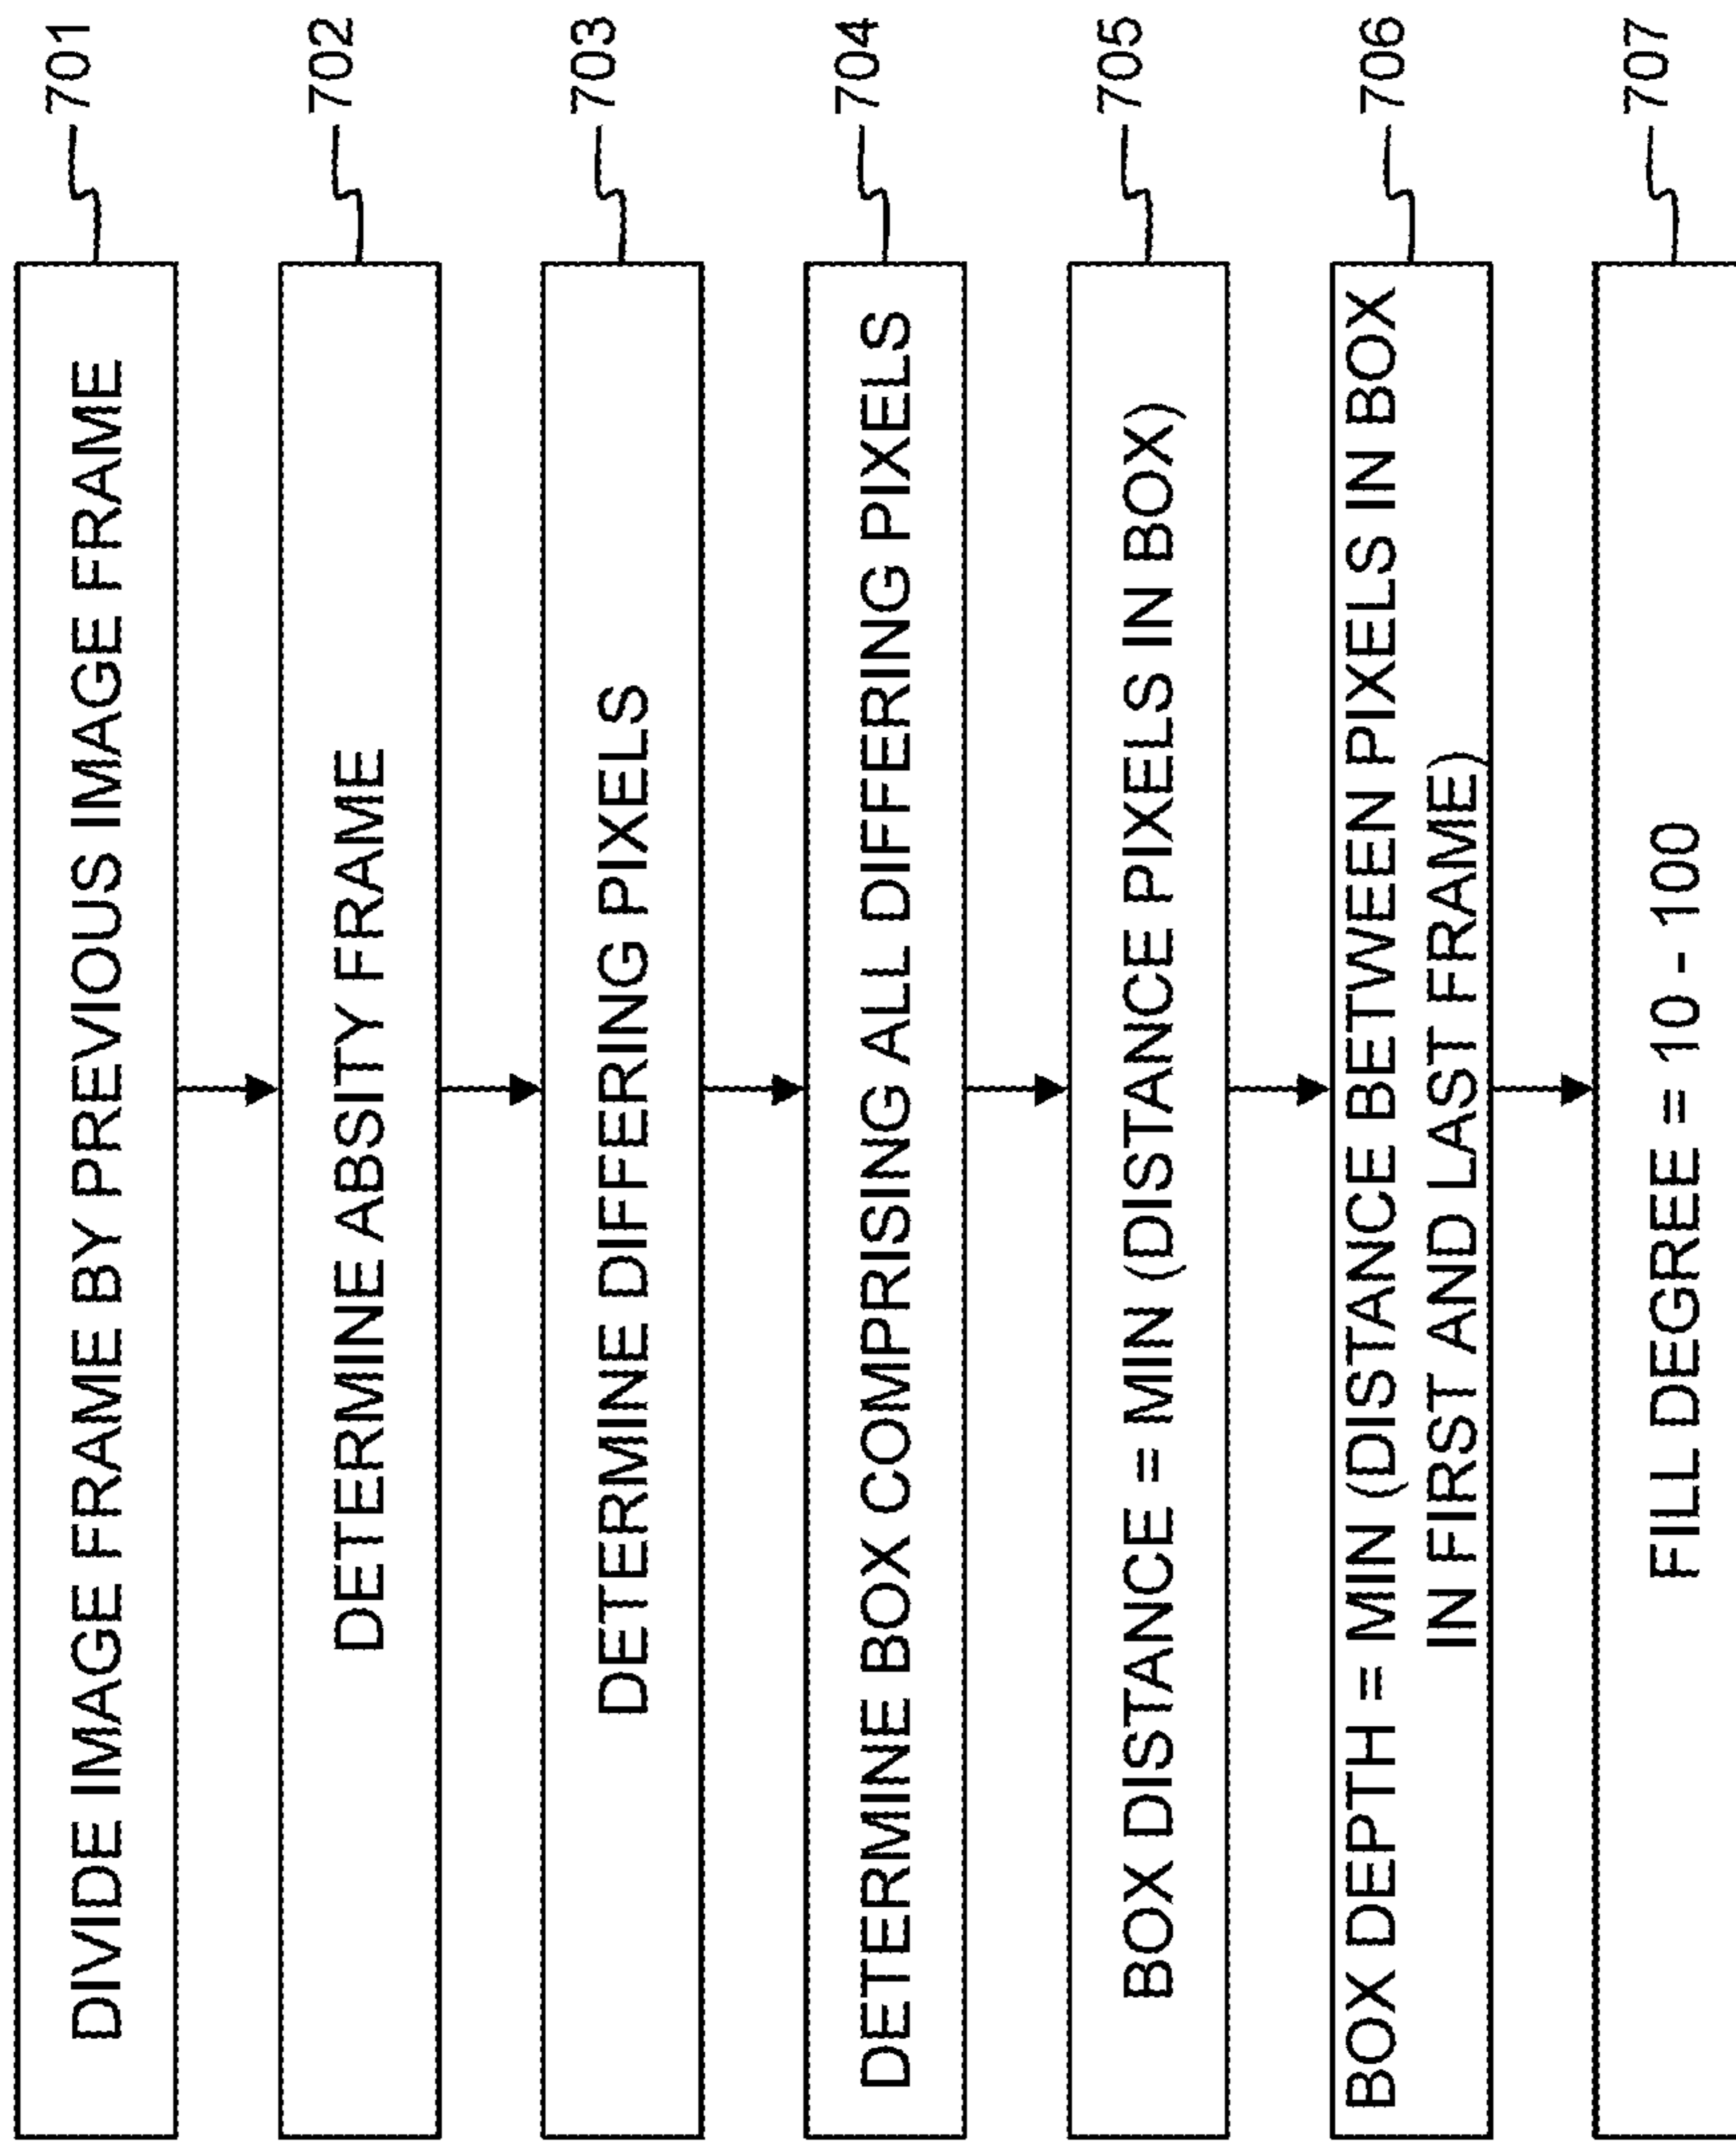 DIVIDE IMAGE FRAME BY PREVIOUS IMAGE FRAME
701
DETERMINE ABSITY FRAME
702
DETERMINE DIFFERING PIXELS
703
DETERMINE BOX COMPRISING ALL DIFFERING PIXELS
704
BOX DISTANCE = MIN (DISTANCE PIXELS IN BOX)
705
BOX DEPTH = MIN (DISTANCE BETWEEN PIXELS IN BOX
IN FIRST AND LAST FRAME)
706
FILL DEGREE = 10 - 100
707